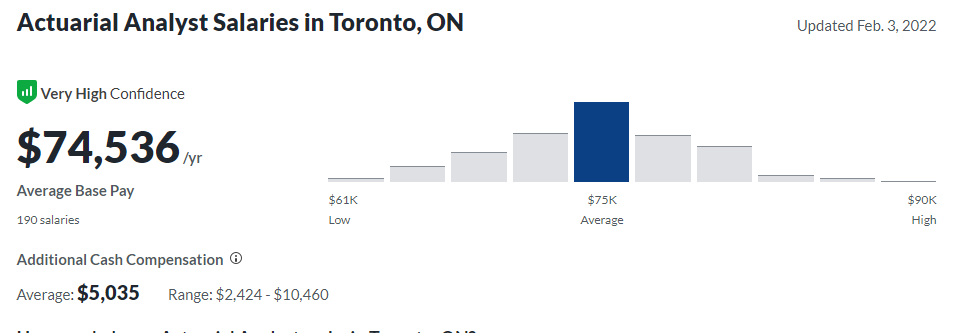 Actuarial Analyst Salaries in Toronto, ON
Updated Feb. 3, 2022
Very High Confidence
$74,536 /yr
Average Base Pay
190 salaries
$61K
Low
$75K
Average
$90K
High
Additional Cash Compensation
Average: $5,035
Range: $2,424 - $10,460